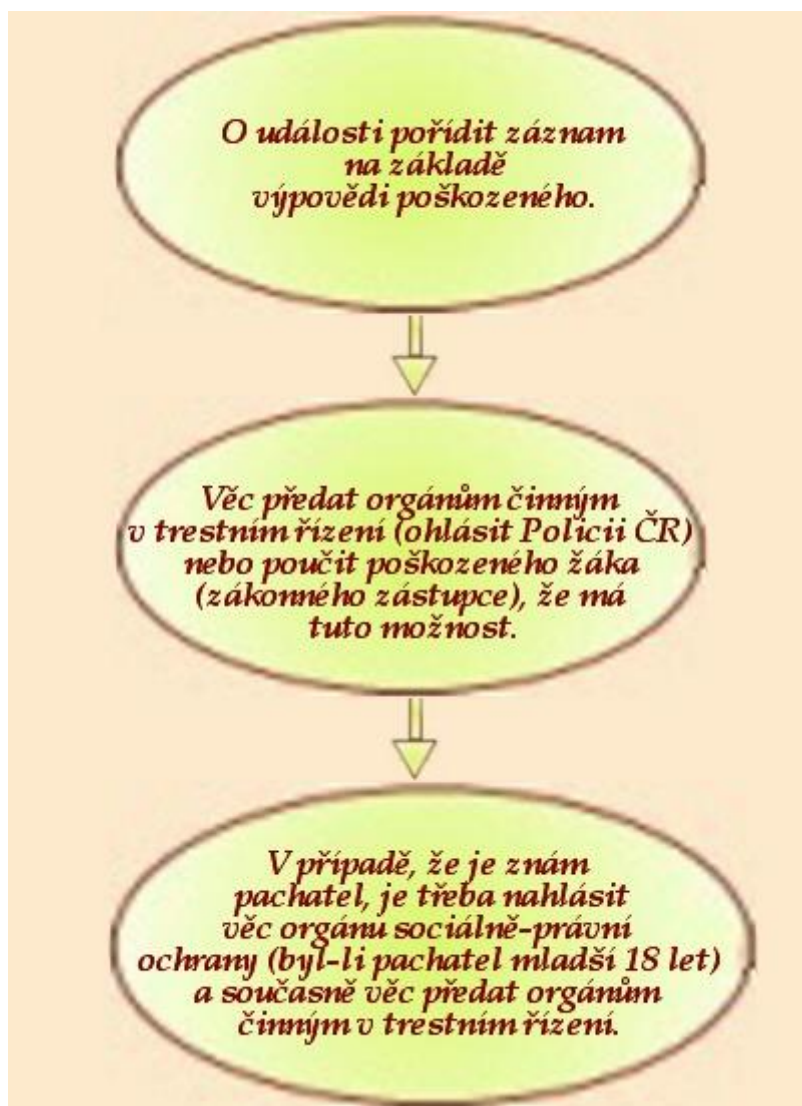 O události pořídit záznam
na základě
výpovědi poškozeného.
Věc předat orgánům činným
v trestním řízení (ohlásit Policii ČR)
nebo poučit poškozeného žáka
(zákonného zástupce), že má
tuto možnost.
V případě, že je znám
pachatel, je třeba nahlásit
věc orgánu sociálně-právní
ochrany (byl-li pachatel mladší 18 let)
a současně věc předat orgánům
činným v trestním řízení.